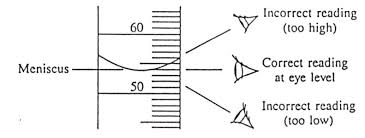 Incorrect reading
(too high)
60
Meniscus
Correct reading
at eye level
50
Incorrect reading
(too low)